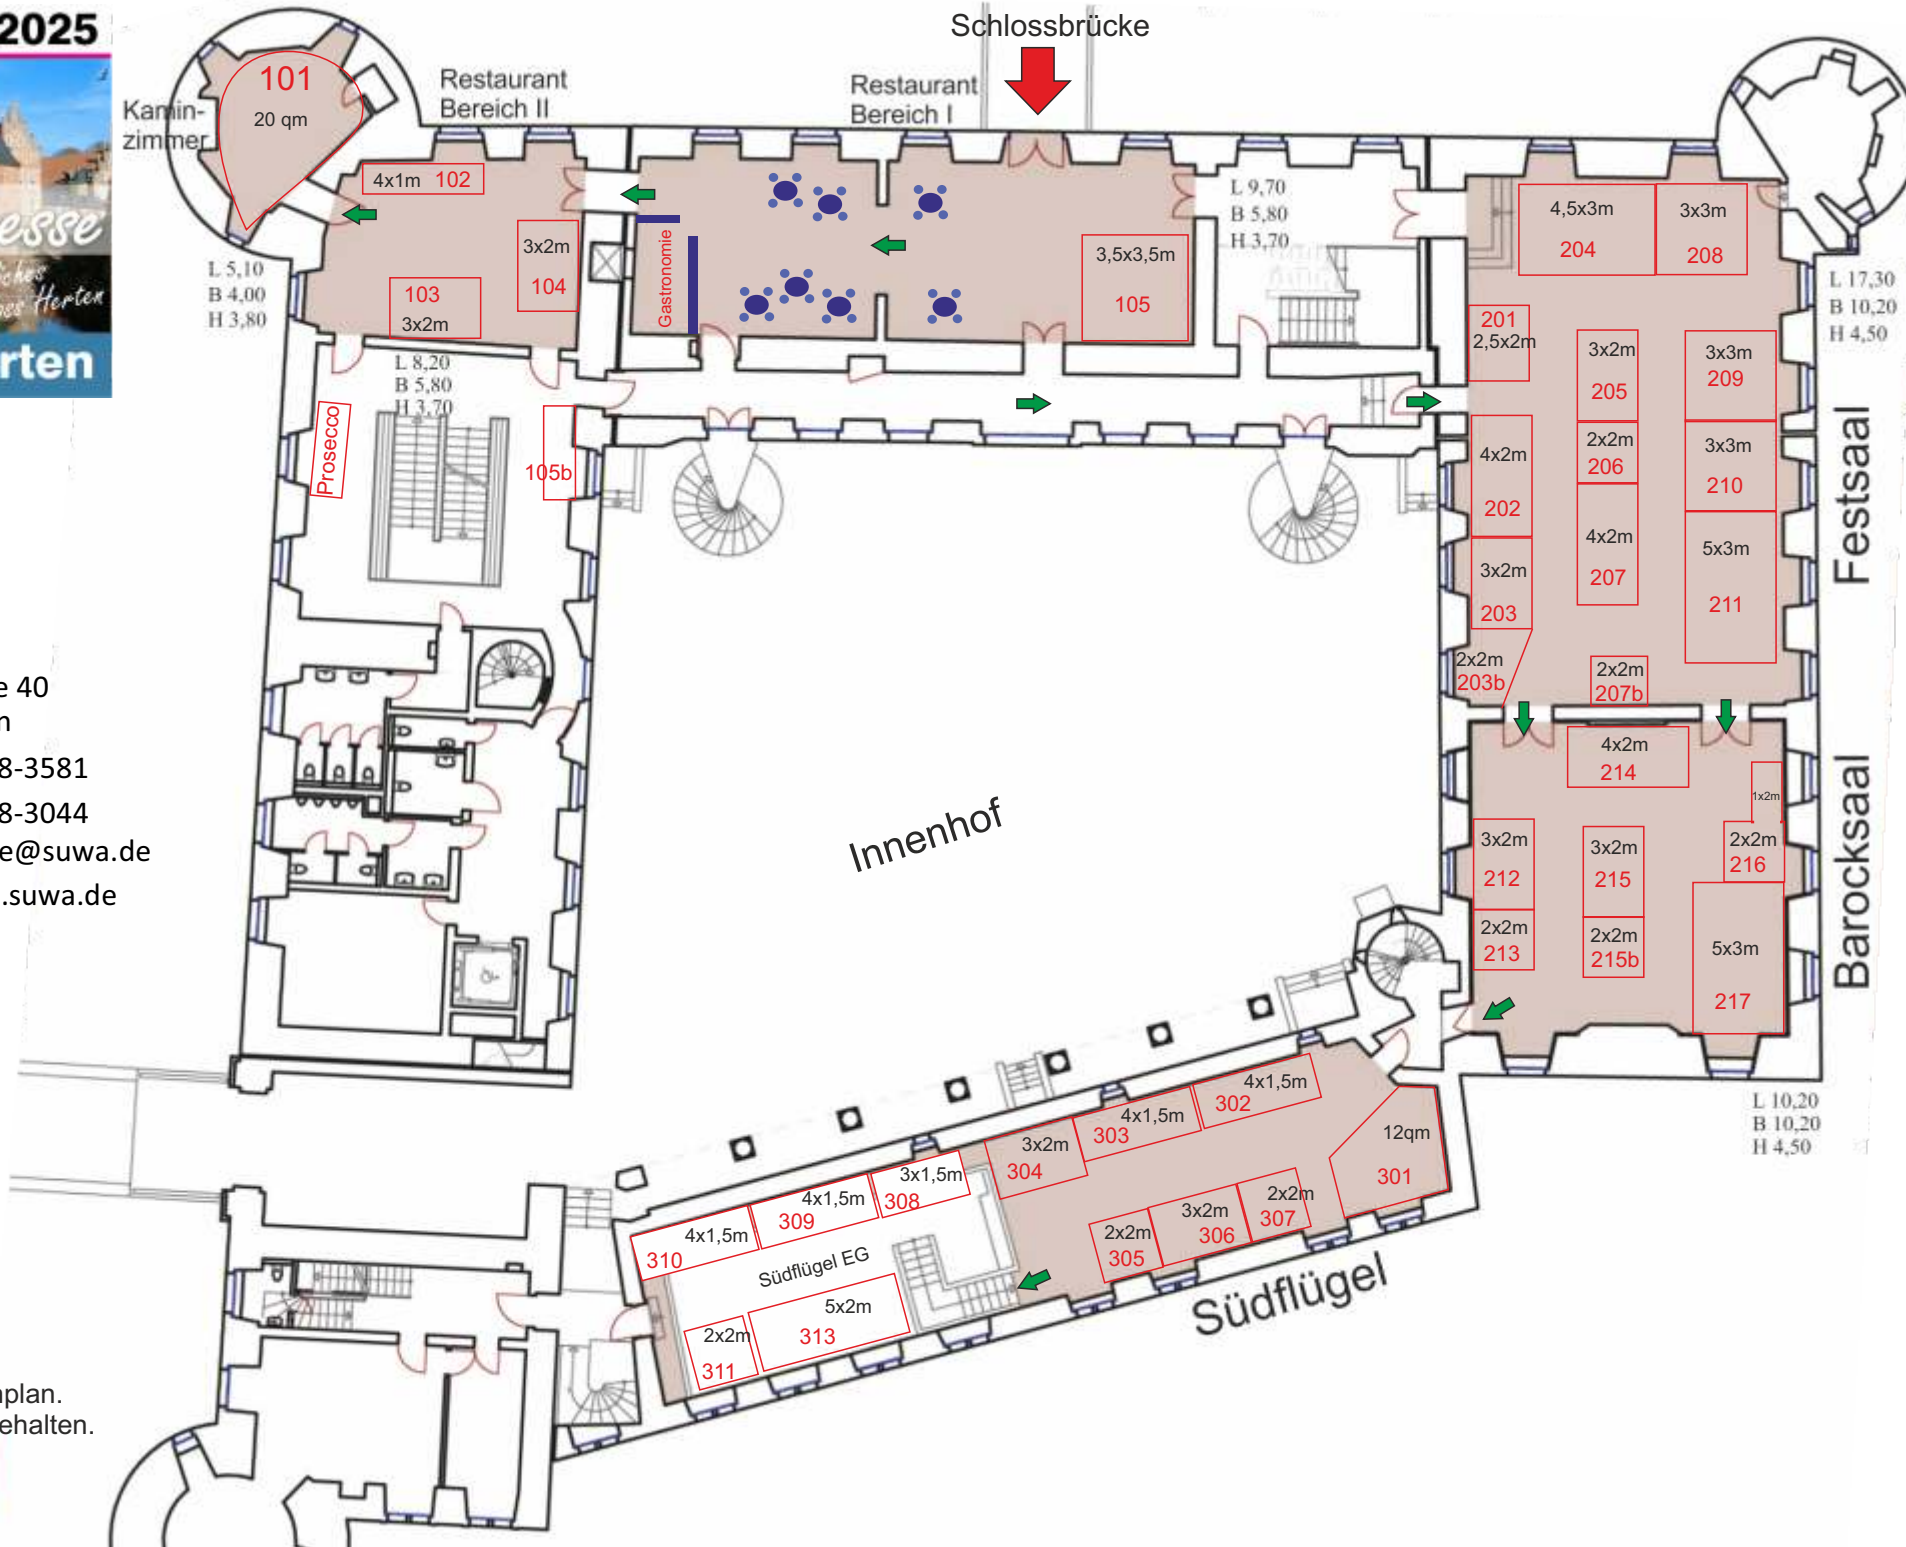 2025
esse
iches
oss Herten
rten
Schlossbrücke
Restaurant
Bereich II
Restaurant
Bereich I
Kamin-
zimmer
101
20 qm
4x1m 102
3x2m
104
103
3x2m
L 5,10
B 4,00
H 3,80
L 8,20
B 5,80
H 3,70
Gastronomie
3,5x3,5m
105
L 9,70
B 5,80
H 3,70
Prosecco
105b
4,5x3m
204
3x3m
208
L 17,30
B 10,20
H 4,50
201
2,5x2m
3x2m
205
3x3m
209
4x2m
202
2x2m
206
3x3m
210
3x2m
203
4x2m
207
5x3m
211
2x2m
203b
2x2m
207b
Festsaal
4x2m
214
1x2m
3x2m
212
3x2m
215
2x2m
216
2x2m
213
2x2m
215b
5x3m
217
Barocksaal
L 10,20
B 10,20
H 4,50
Innenhof
e 40
n
8-3581
8-3044
e@suwa.de
.suwa.de
4x1,5m
302
4x1,5m
303
3x2m
304
12qm
301
2x2m
307
3x2m
306
2x2m
305
3x1,5m
308
4x1,5m
309
4x1,5m
310
Südflügel EG
5x2m
313
2x2m
311
Südflügel
nplan.
ehalten.